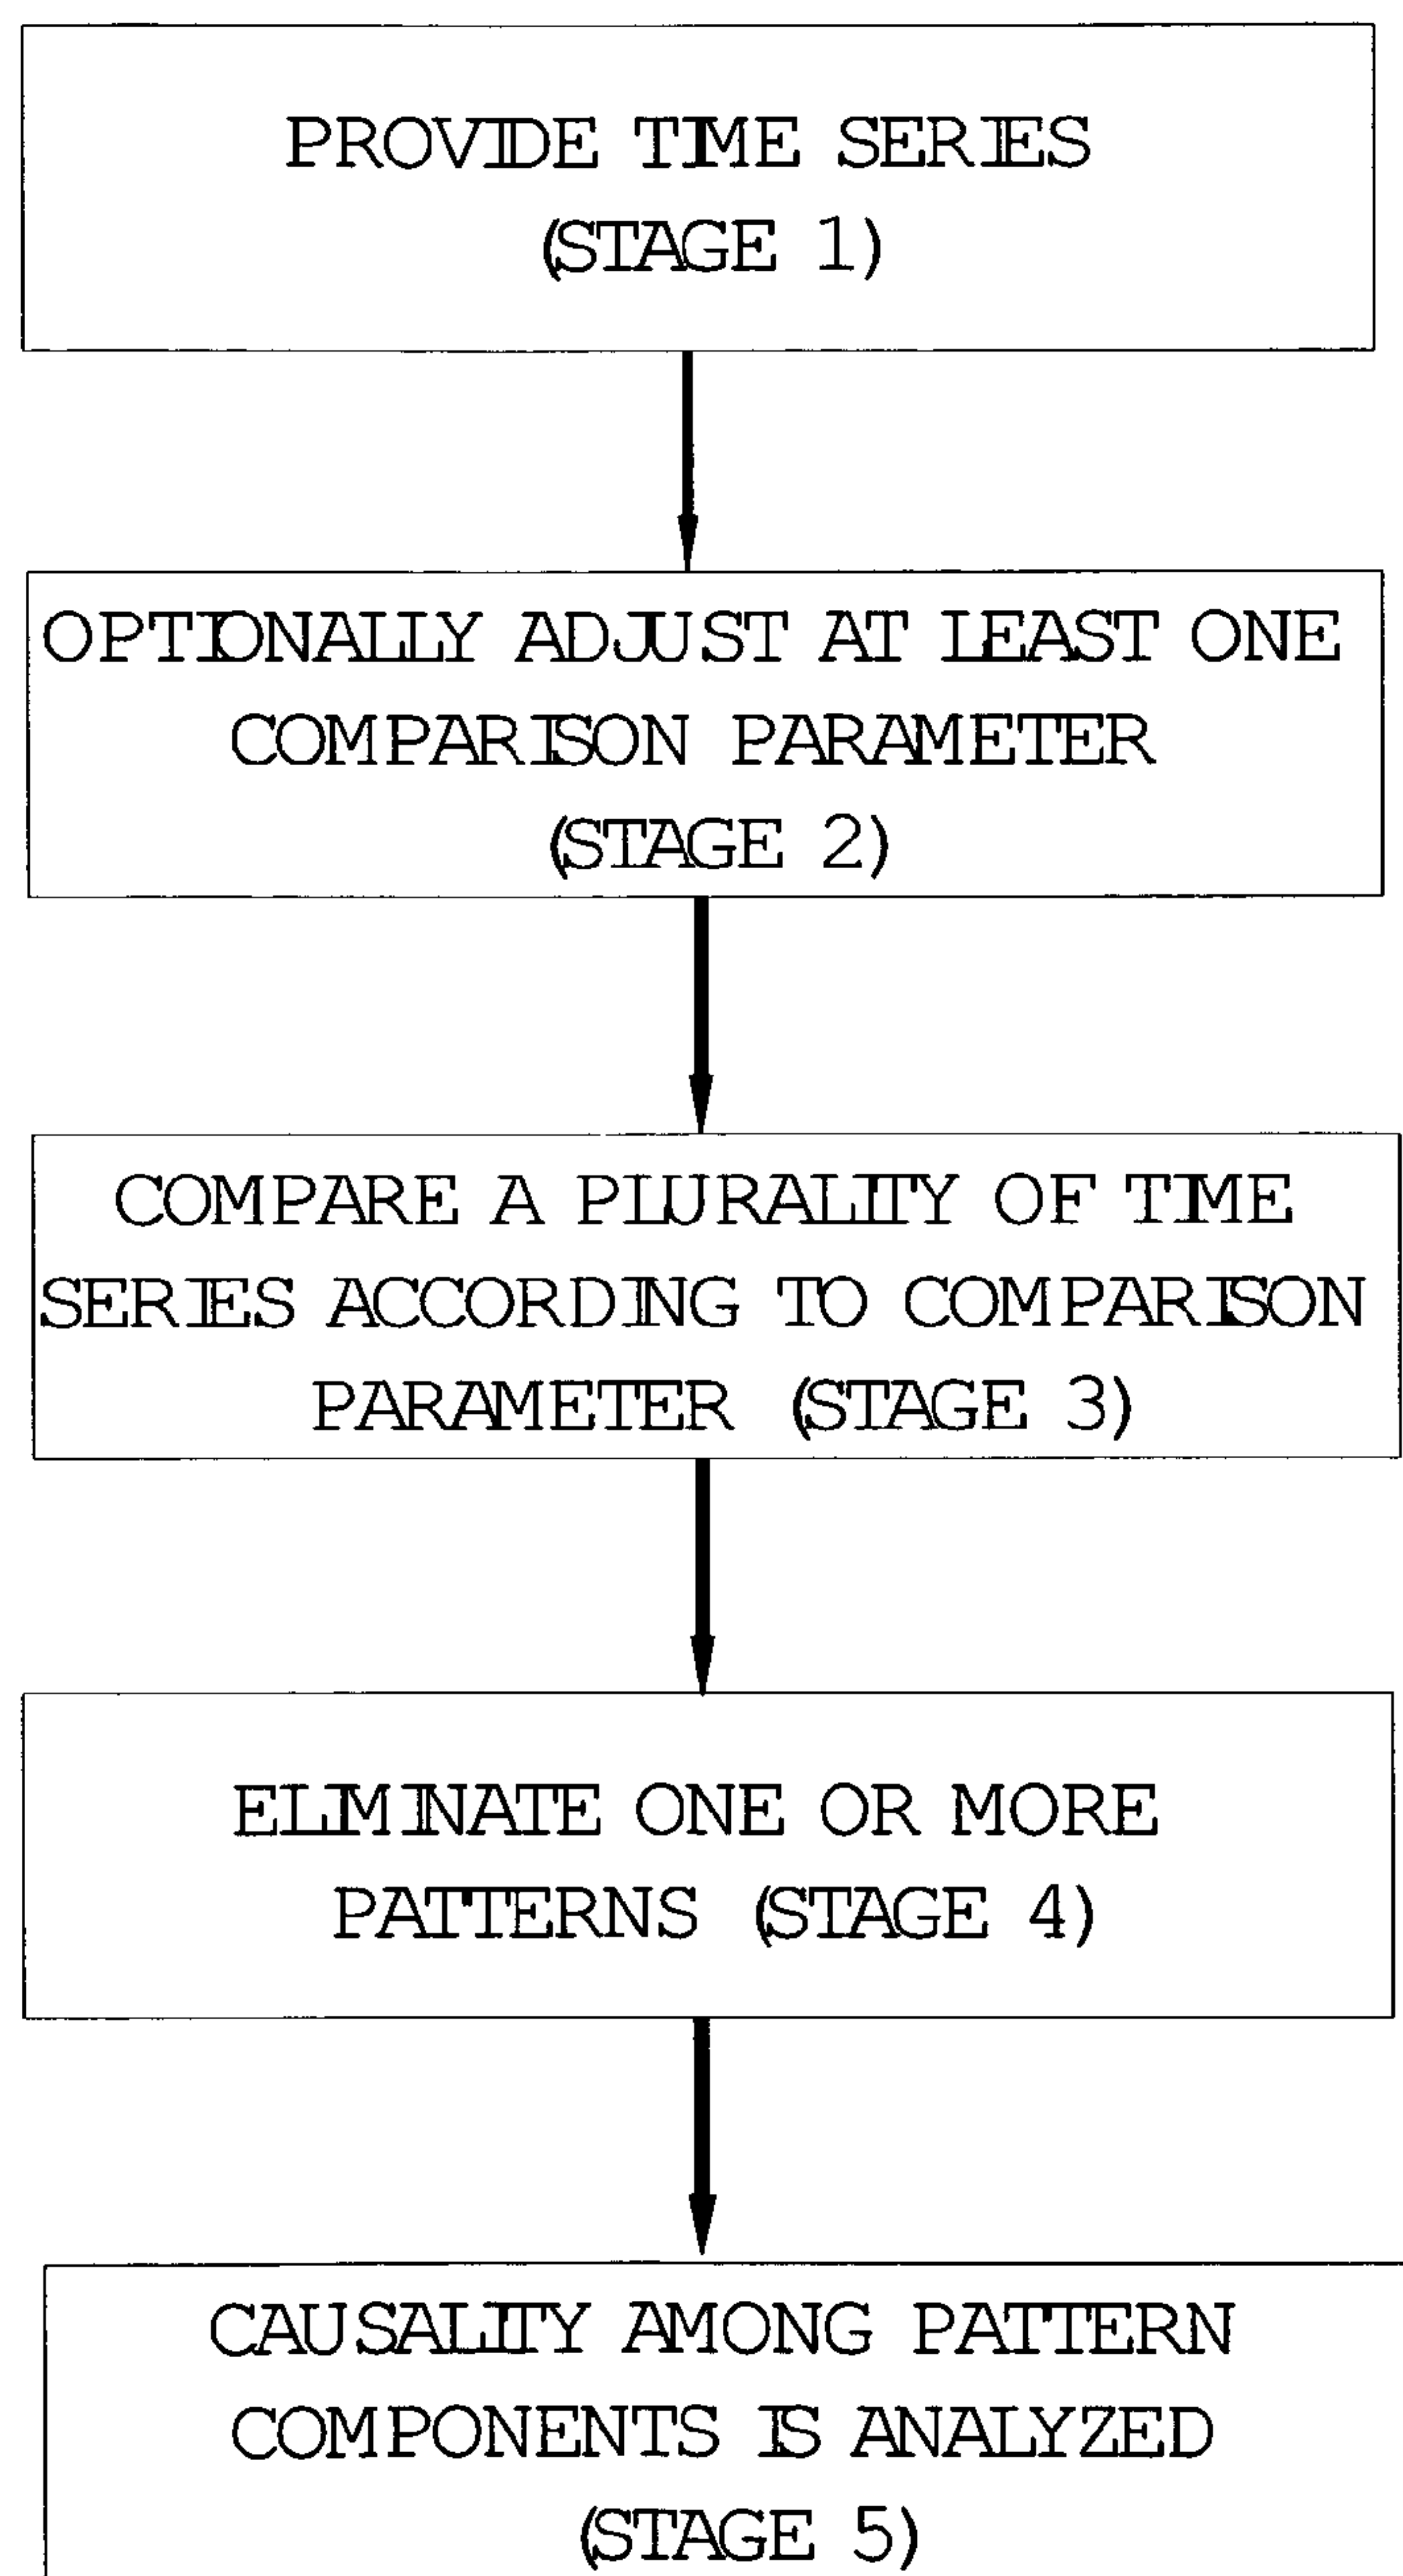 PROVIDE TIME SERIES
(STAGE 1)
OPTIONALLY ADJUST AT LEAST ONE
COMPARISON PARAMETER
(STAGE 2)
COMPARE A PLURALITY OF TIME
SERIES ACCORDING TO COMPARISON
PARAMETER (STAGE 3)
ELIMINATE ONE OR MORE
PATTERNS (STAGE 4)
CAUSALITY AMONG PATTERN
COMPONENTS IS ANALYZED
(STAGE 5)